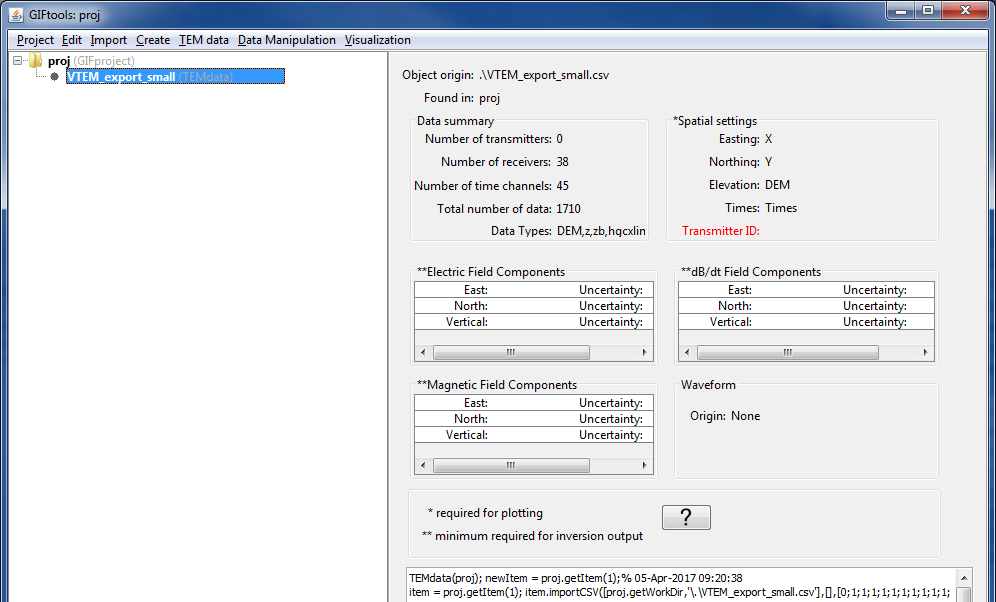 GIFtools: proj
Project Edit Import Create TEM data Data Manipulation Visualization
proj (GIFproject)
VTEM_export_small (TEMdata)
Object origin: .\VTEM_export_small.csv
Found in: proj
Data summary
Number of transmitters: 0
Number of receivers: 38
Number of time channels: 45
Total number of data: 1710
Data Types: DEM,z,zb,hqcxlin
*Spatial settings
Easting: X
Northing: Y
Elevation: DEM
Times: Times
Transmitter ID:
**Electric Field Components
East: Uncertainty:
North: Uncertainty:
Vertical: Uncertainty:
**dB/dt Field Components
East: Uncertainty:
North: Uncertainty:
Vertical: Uncertainty:
**Magnetic Field Components
East: Uncertainty:
North: Uncertainty:
Vertical: Uncertainty:
Waveform
Origin: None
* required for plotting
** minimum required for inversion output
?
TEMdata(proj); newItem = proj.getItem(1);% 05-Apr-2017 09:20:38
item = proj.getItem(1); item.importCSV([proj.getWorkDir,'\.\VTEM_export_small.csv'],[],[0;1;1;1;1;1;1;1;1;1;